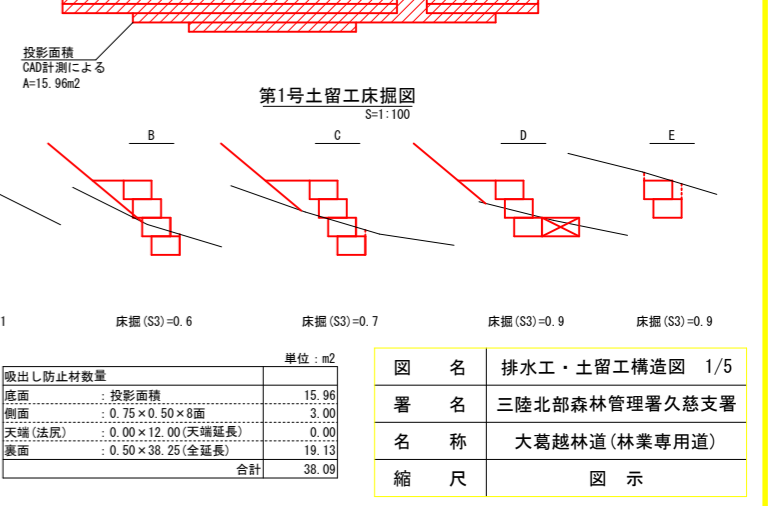 投影面積
CAD計測による
A=15.96m2
第1号土留工床掘図
S=1:100
B
C
D
E
1
床掘(S3)=0.6
床掘(S3)=0.7
床掘(S3)=0.9
床掘(S3)=0.9
単位：m2
吸出し防止材数量
底面 ：投影面積 15.96
側面 ：0.75×0.50×8面 3.00
天端(法尻) ：0.00×12.00(天端延長) 0.00
裏面 ：0.50×38.25(全延長) 19.13
合計 38.09
図 名 排水工・土留工構造図 1/5
署 名 三陸北部森林管理署久慈支署
名 称 大葛越林道(林業専用道)
縮 尺 図 示